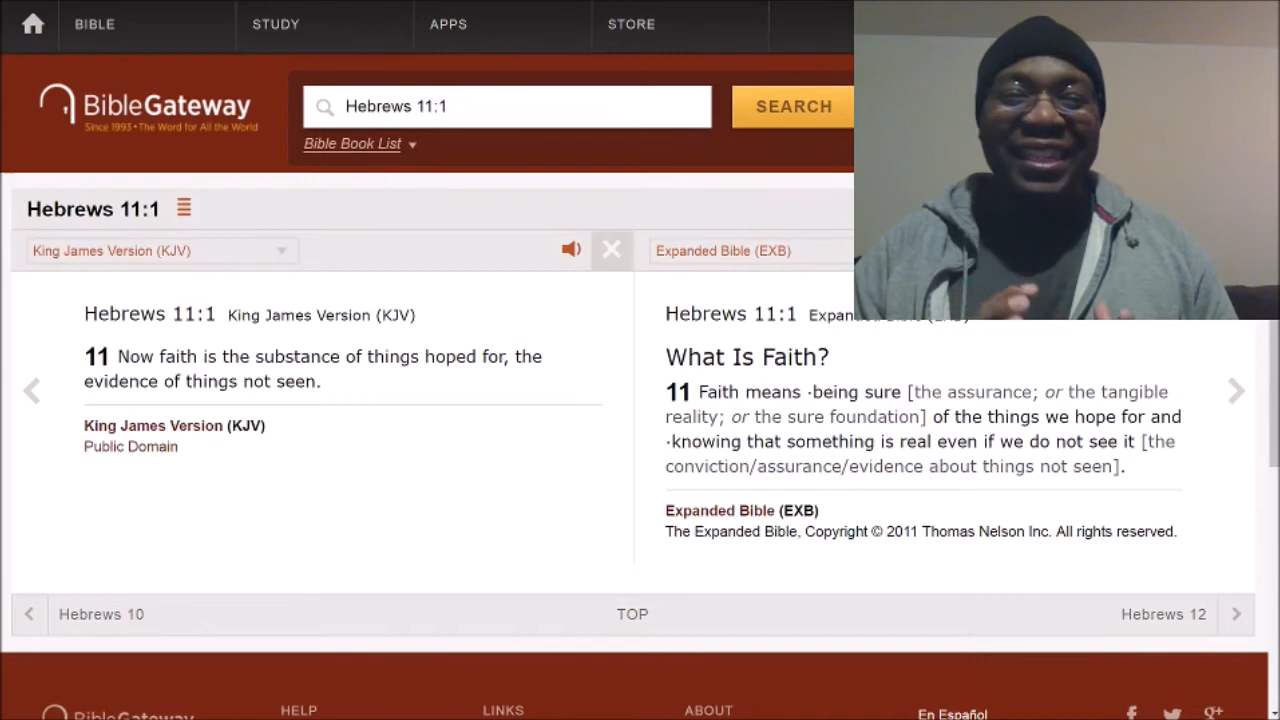 BIBLE
STUDY
APPS
STORE
BibleGateway
Since 1993 • The Word for All the World
Hebrews 11:1
SEARCH
Bible Book List
Hebrews 11:1
King James Version (KJV)
Expanded Bible (EXB)
Hebrews 11:1 King James Version (KJV)
11 Now faith is the substance of things hoped for, the
evidence of things not seen.
King James Version (KJV)
Public Domain
Hebrews 11:1 Expanded Bible (EXB)
What Is Faith?
11 Faith means ·being sure [the assurance; or the tangible
reality; or the sure foundation] of the things we hope for and
·knowing that something is real even if we do not see it [the
conviction/assurance/evidence about things not seen].
Expanded Bible (EXB)
The Expanded Bible, Copyright © 2011 Thomas Nelson Inc. All rights reserved.
Hebrews 10
TOP
Hebrews 12
BibleGateway
HELP
LINKS
ABOUT
En Español